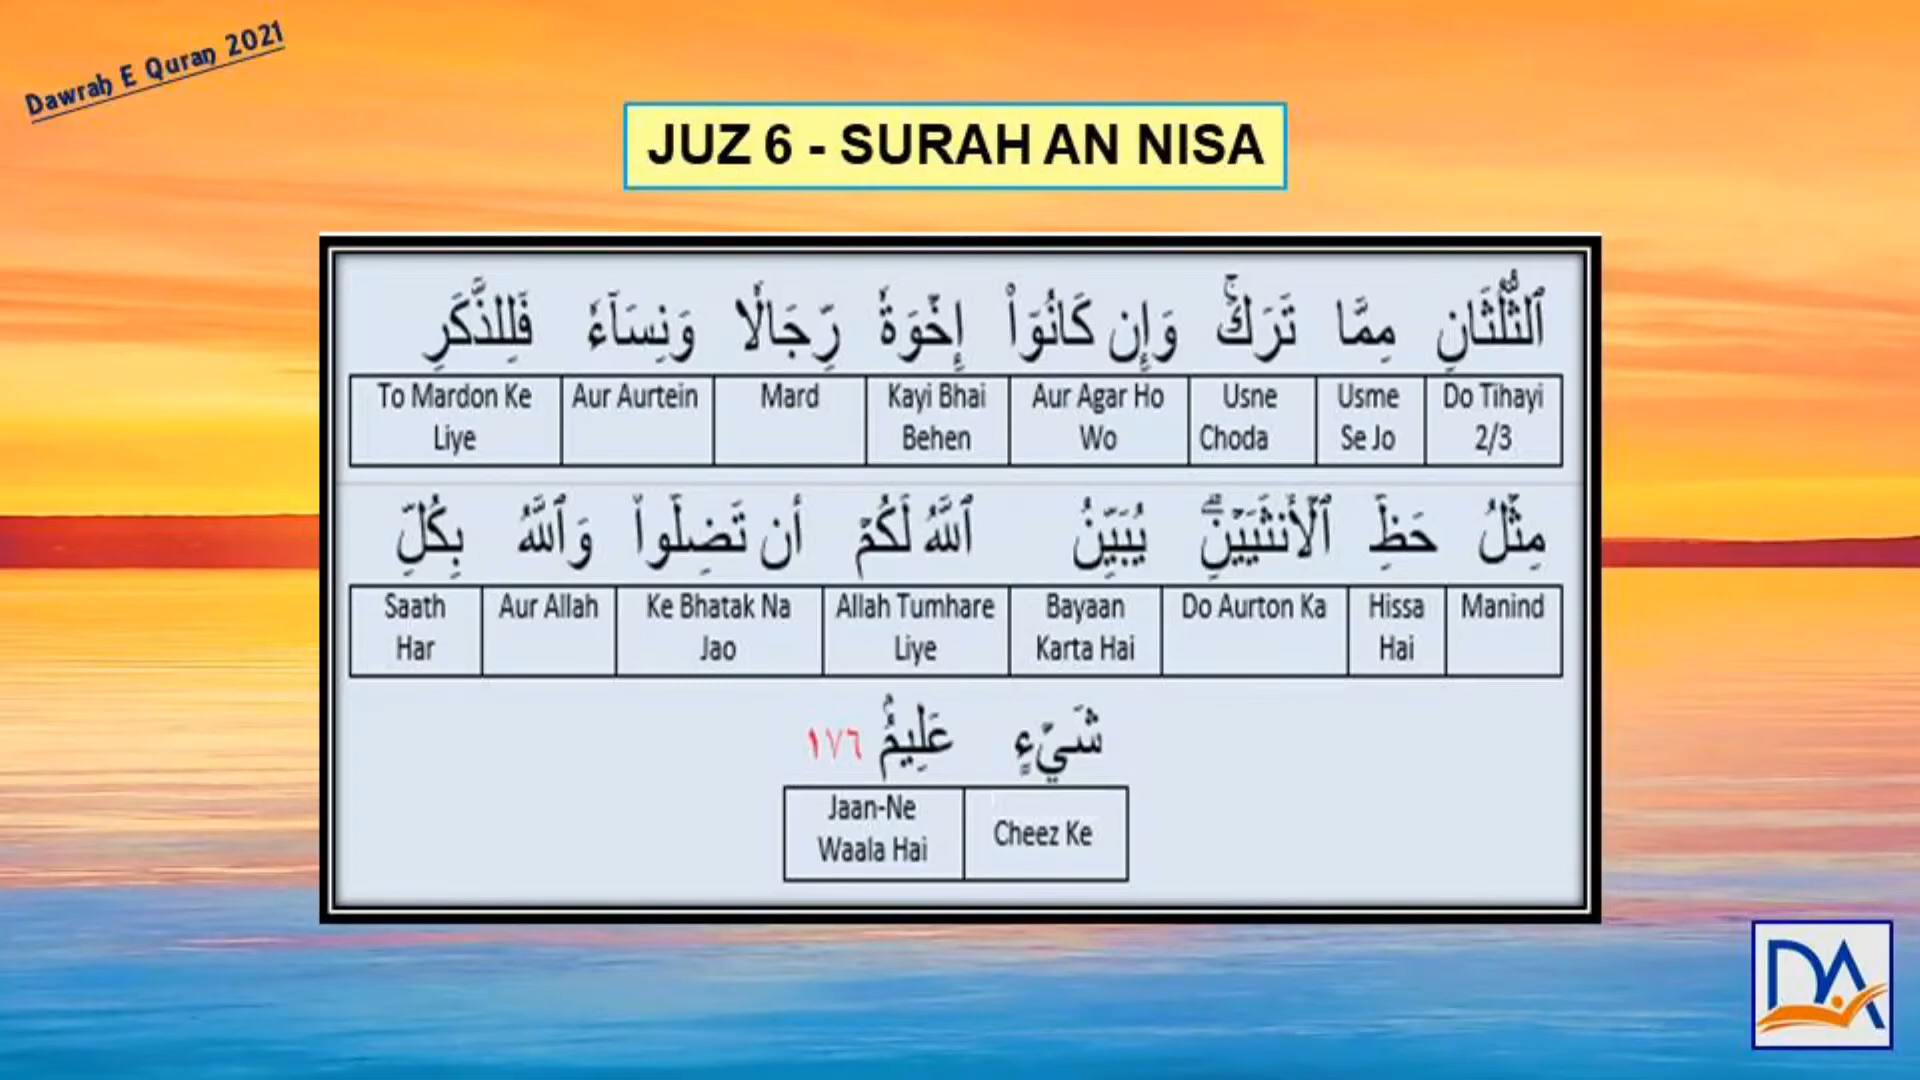 Dawrah E Quran 2021
JUZ 6 - SURAH AN NISA
ٱلثُّلُثَانِ مِمَّا تَرَكَۚ وَإِن كَانُوٓاْ إِخۡوَةٗ رِّجَالٗا وَنِسَآءٗ فَلِلذَّكَرِ
To Mardon Ke Liye Aur Aurtein Mard Kayi Bhai Behen Aur Agar Ho Wo Usne Choda Usme Se Jo Do Tihayi 2/3
مِثۡلُ حَظِّ ٱلۡأُنثَيَيۡنِۗ يُبَيِّنُ ٱللَّهُ لَكُمۡ أَن تَضِلُّواْۗ وَٱللَّهُ بِكُلِّ
Saath Har Aur Allah Ke Bhatak Na Jao Allah Tumhare Liye Bayaan Karta Hai Do Aurton Ka Hissa Hai Manind
شَيۡءٍ عَلِيمُۢ ١٧٦
Jaan-Ne Waala Hai Cheez Ke
DA